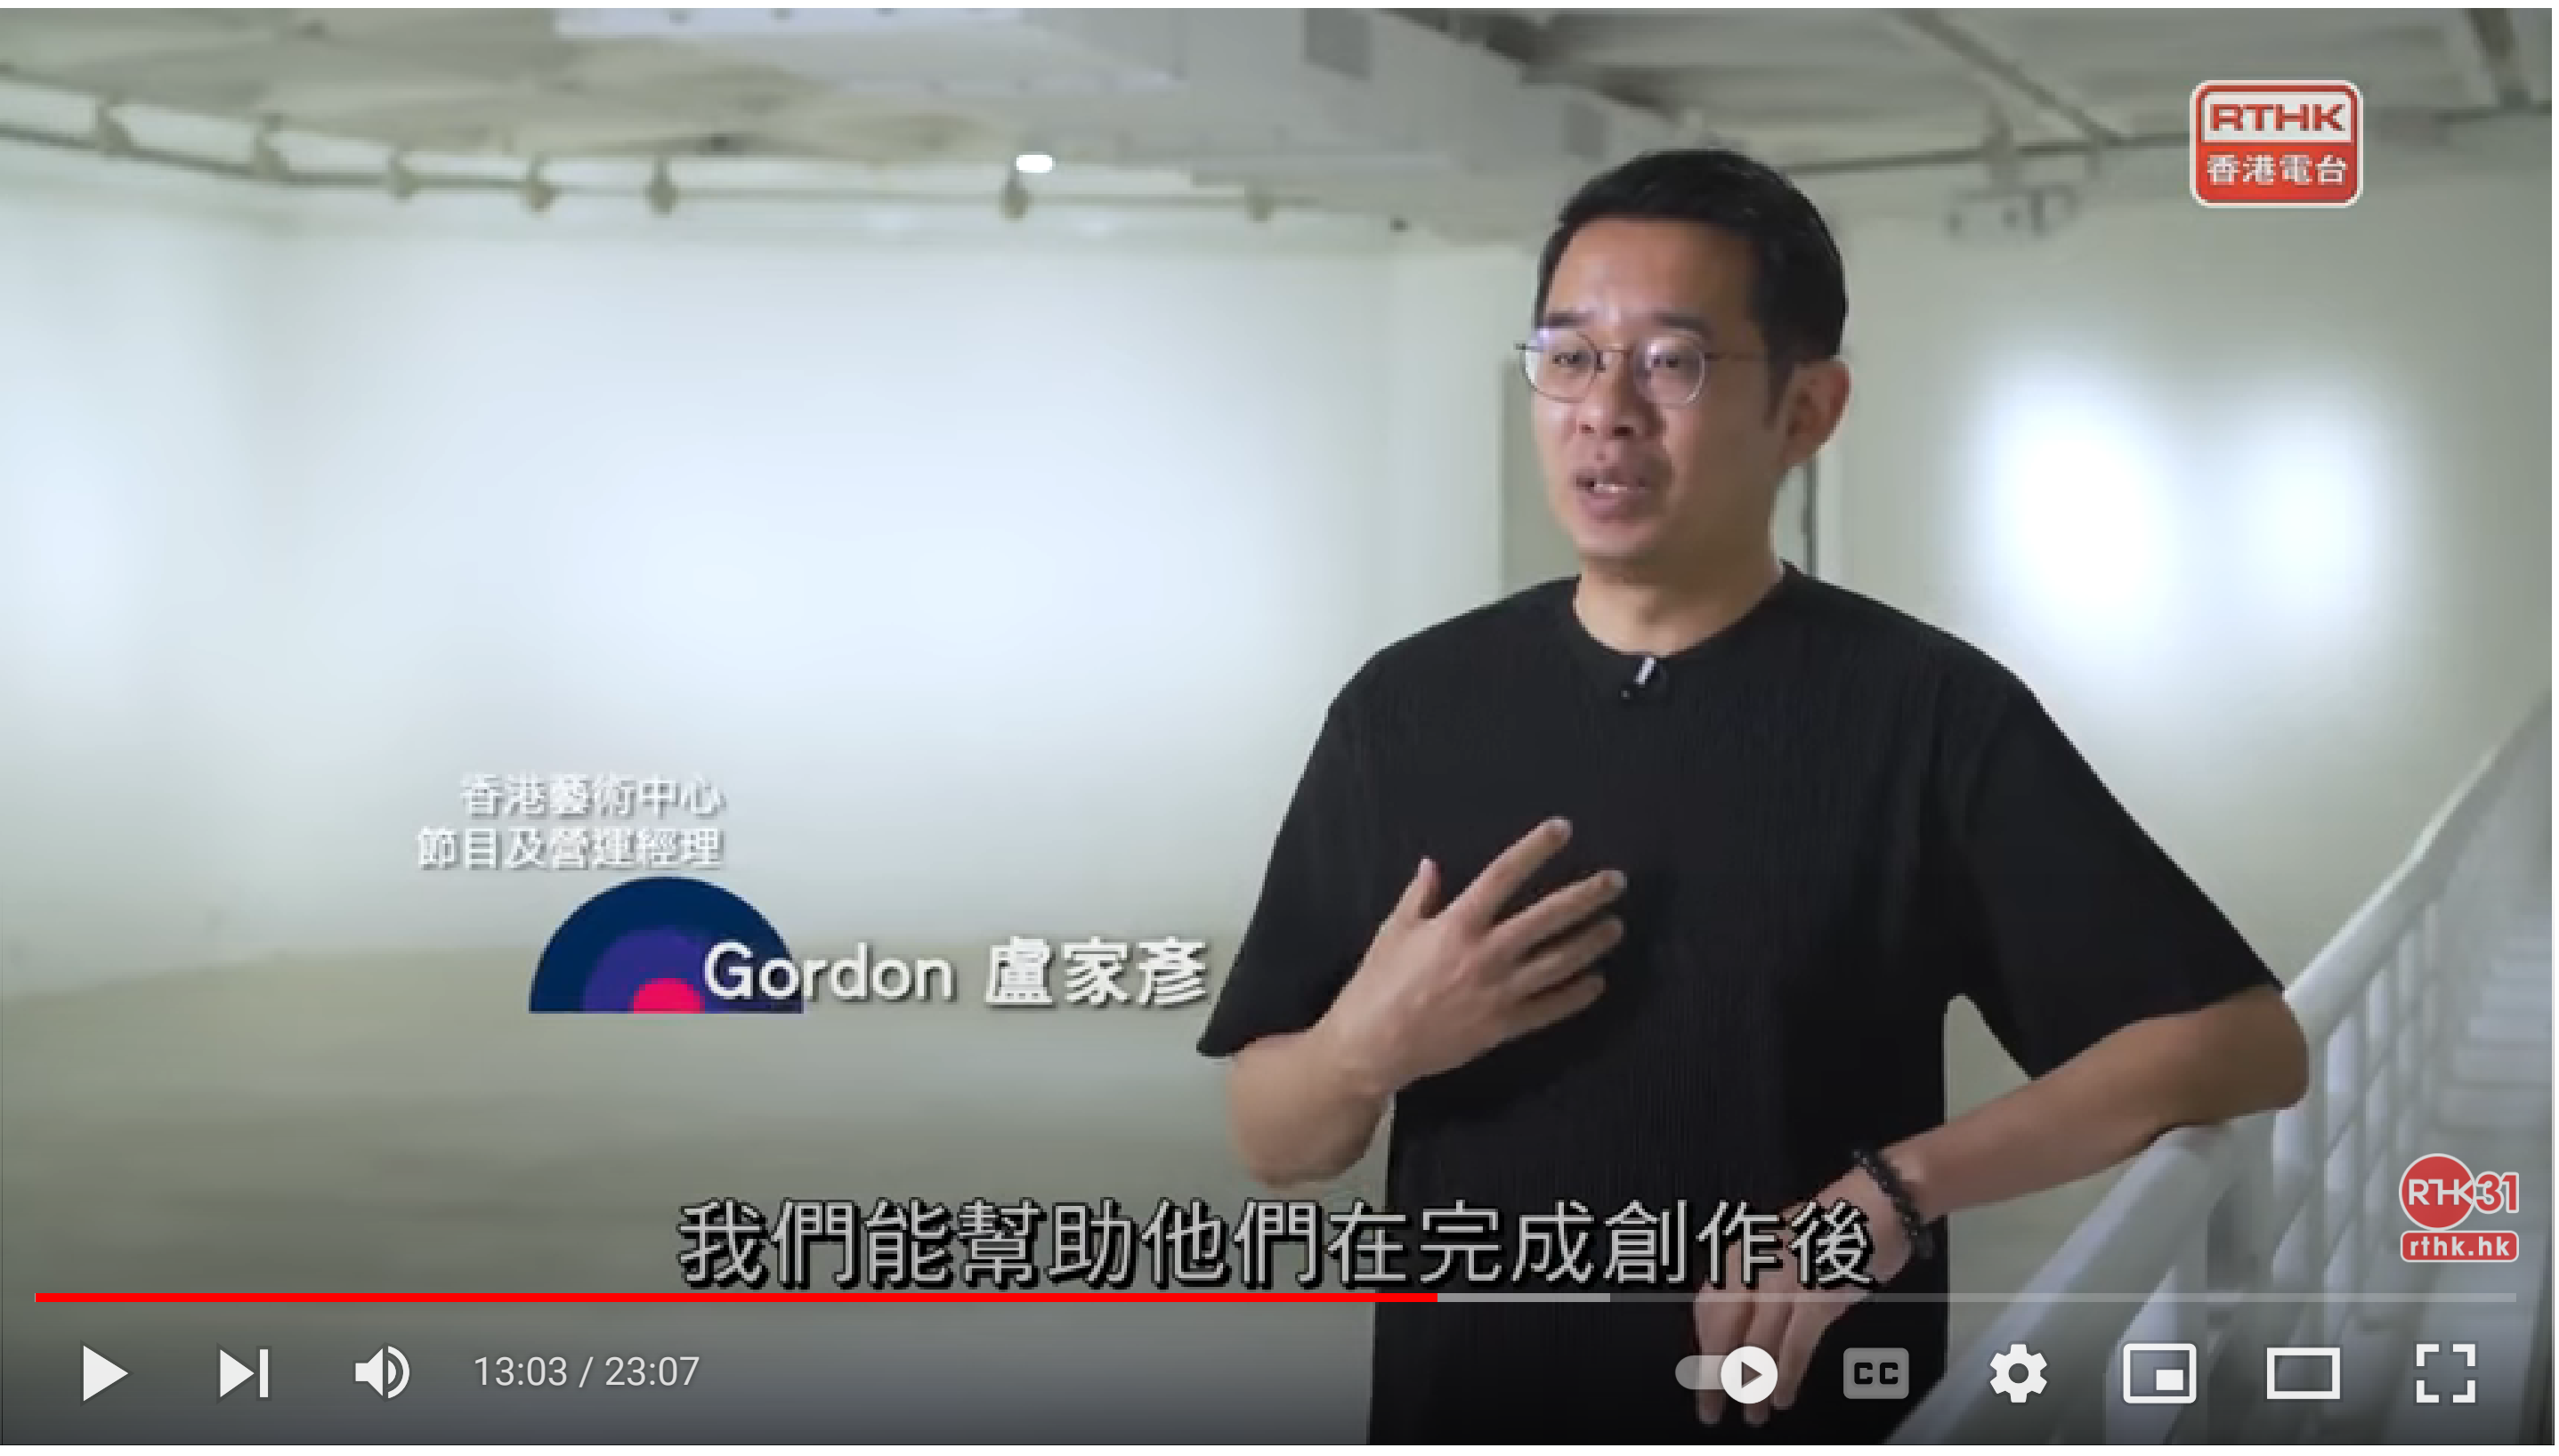 RTHK
香港電台
香港藝術中心
節目及營運經理
Gordon 盧家彥
我們能幫助他們在完成創作後
RTHK31
rthk.hk
13:03 / 23:07
CC